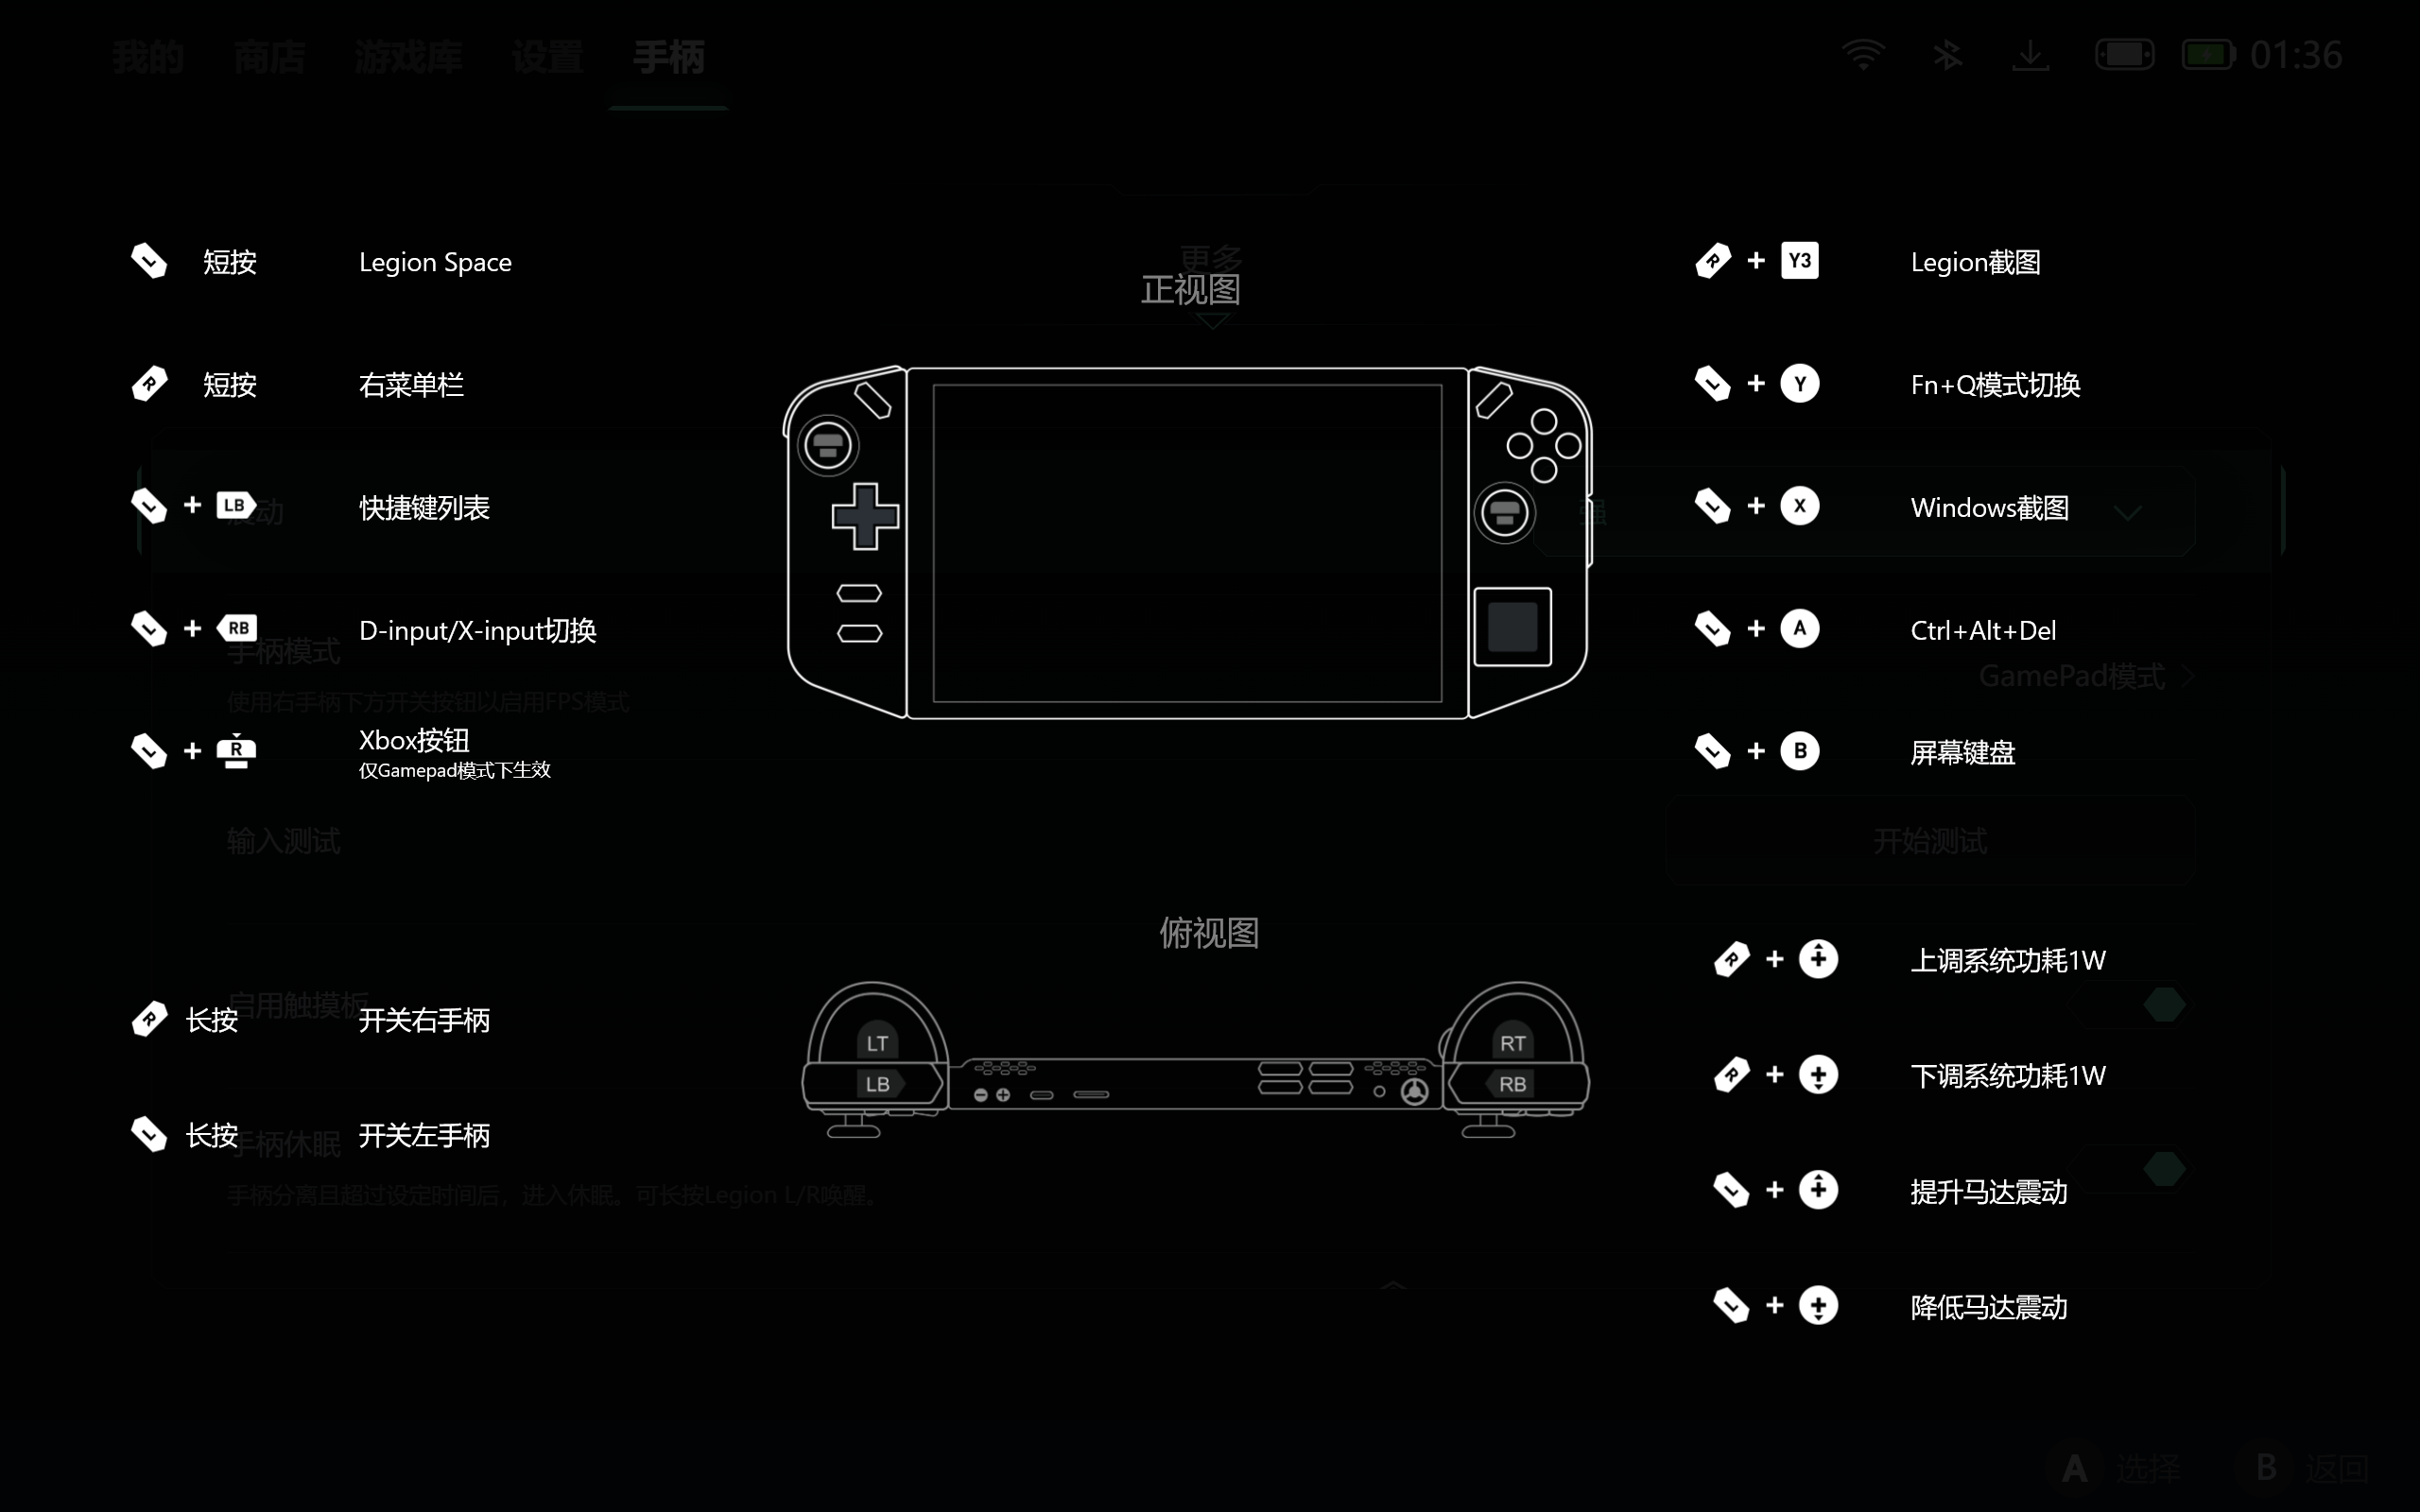 我的 商店 游戏库 设置 手柄 01:36
更多
正视图
L 短按 Legion Space
R 短按 右菜单栏
L + LB 快捷键列表
L + RB D-input/X-input切换
L + R Xbox按钮
仅Gamepad模式下生效
R + Y3 Legion截图
L + Y Fn+Q模式切换
L + X Windows截图
L + A Ctrl+Alt+Del
L + B 屏幕键盘
震动 强
手柄模式 GamePad模式
使用右手柄下方开关按钮以启用FPS模式
输入测试 开始测试
俯视图
启用触摸板
R 长按 开关右手柄
L 长按 开关左手柄
手柄休眠
手柄分离且超过设定时间后，进入休眠。可长按Legion L/R唤醒。
LT RT
LB RB
R + + 上调系统功耗1W
R + + 下调系统功耗1W
L + + 提升马达震动
L + + 降低马达震动
A 选择 B 返回